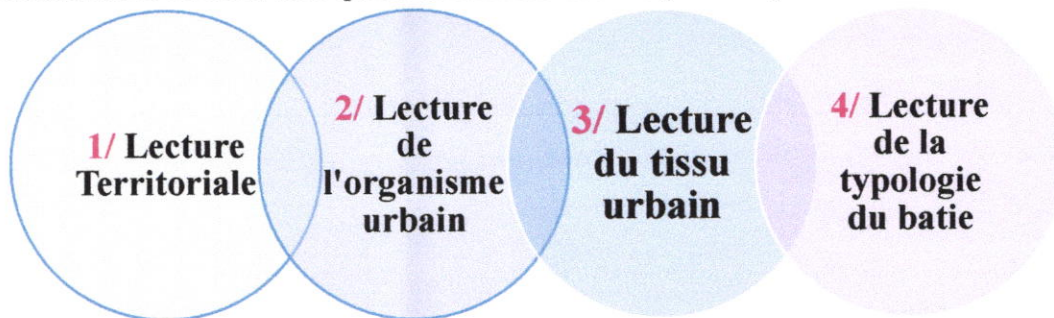 1/ Lecture
Territoriale
2/ Lecture
de
l'organisme
urbain
3/ Lecture
du tissu
urbain
4/ Lecture
de la
typologie
du batie